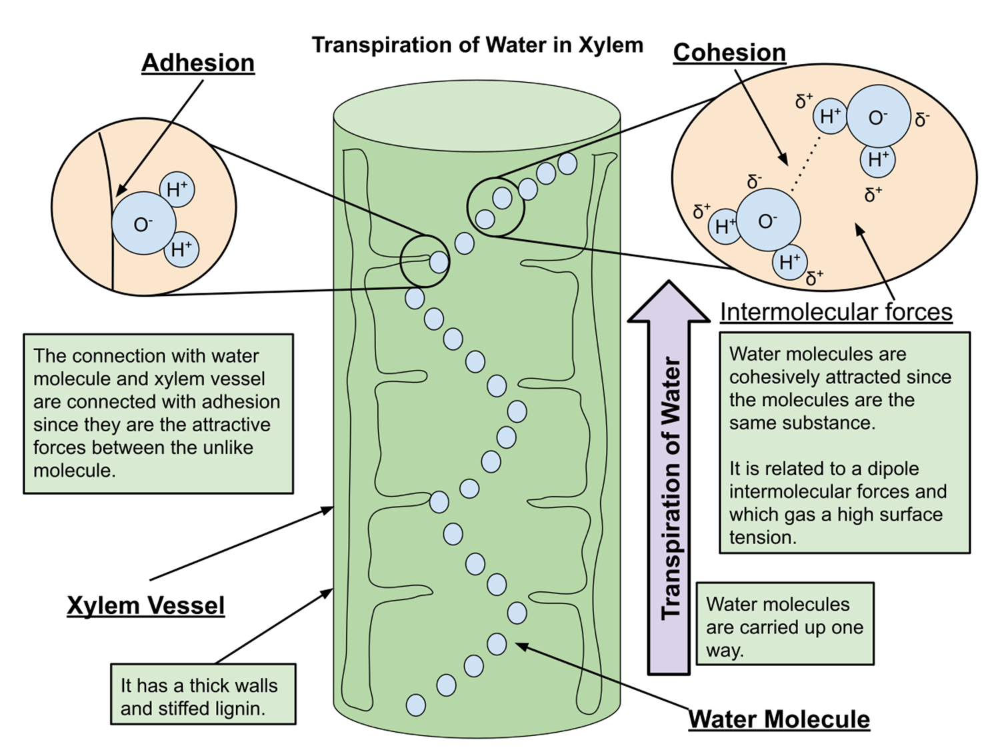 Transpiration of Water in Xylem
Adhesion
Cohesion
O⁻
H⁺
H⁺
δ⁺
H⁺
O⁻
δ⁻
H⁺
δ⁺
δ⁻
δ⁺
H⁺
O⁻
H⁺
δ⁺
Intermolecular forces
The connection with water
molecule and xylem vessel
are connected with adhesion
since they are the attractive
forces between the unlike
molecule.
Water molecules are
cohesively attracted since
the molecules are the
same substance.
It is related to a dipole
intermolecular forces and
which gas a high surface
tension.
Transpiration of Water
Water molecules
are carried up one
way.
Xylem Vessel
It has a thick walls
and stiffed lignin.
Water Molecule